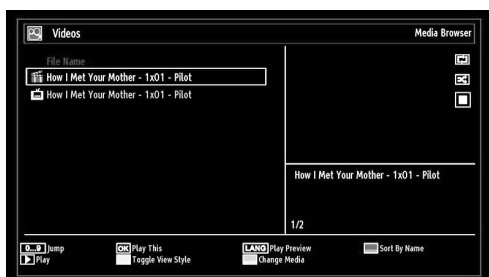 Videos
Media Browser
File Name
How I Met Your Mother - 1x01 - Pilot
How I Met Your Mother - 1x01 - Pilot
How I Met Your Mother - 1x01 - Pilot
1/2
0...9 Jump
OK Play This
LANG Play Preview
Sort By Name
Play
Toggle View Style
Change Media